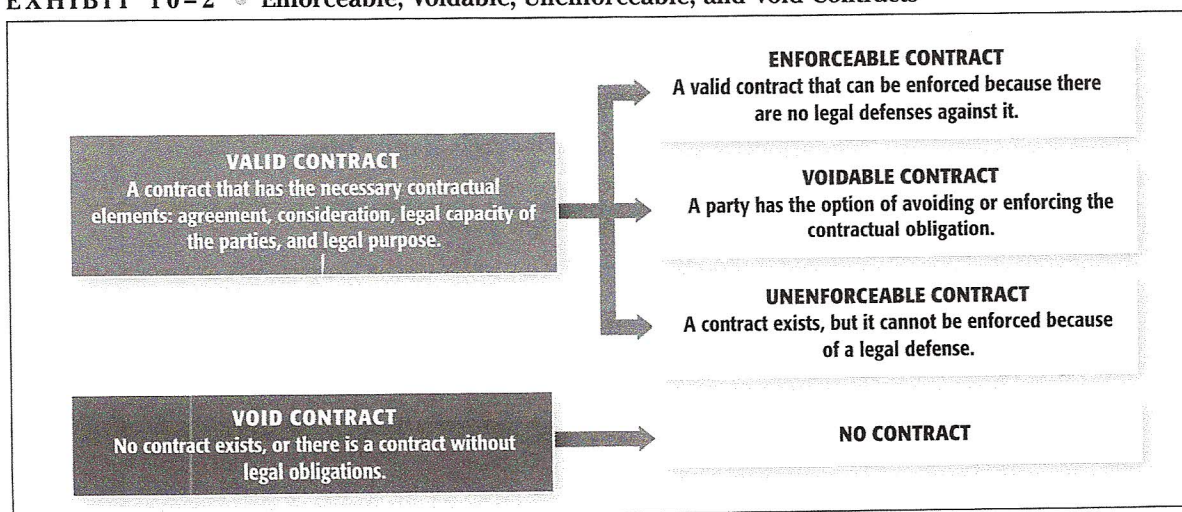 EXHIBIT 10–2 Enforceable, Voidable, Unenforceable, and Void Contracts
VALID CONTRACT
A contract that has the necessary contractual
elements: agreement, consideration, legal capacity of
the parties, and legal purpose.
ENFORCEABLE CONTRACT
A valid contract that can be enforced because there
are no legal defenses against it.
VOIDABLE CONTRACT
A party has the option of avoiding or enforcing the
contractual obligation.
UNENFORCEABLE CONTRACT
A contract exists, but it cannot be enforced because
of a legal defense.
VOID CONTRACT
No contract exists, or there is a contract without
legal obligations.
NO CONTRACT